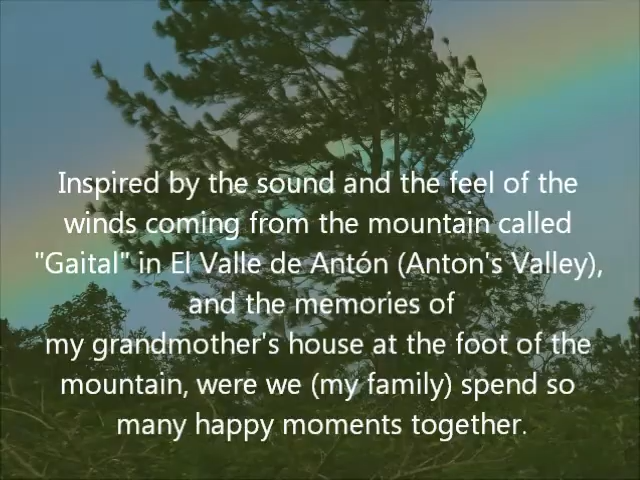 Inspired by the sound and the feel of the
winds coming from the mountain called
"Gaital" in El Valle de Antón (Anton's Valley),
and the memories of
my grandmother's house at the foot of the
mountain, were we (my family) spend so
many happy moments together.